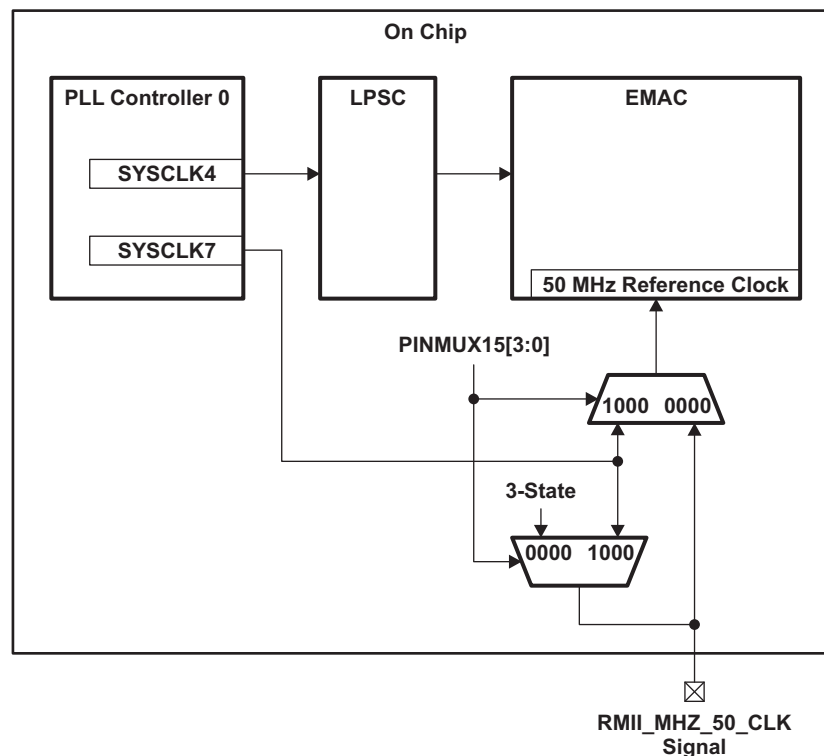 On Chip
PLL Controller 0
LPSC
EMAC
SYSCLK4
SYSCLK7
50 MHz Reference Clock
PINMUX15[3:0]
1000 0000
3-State
0000 1000
RMII_MHZ_50_CLK
Signal